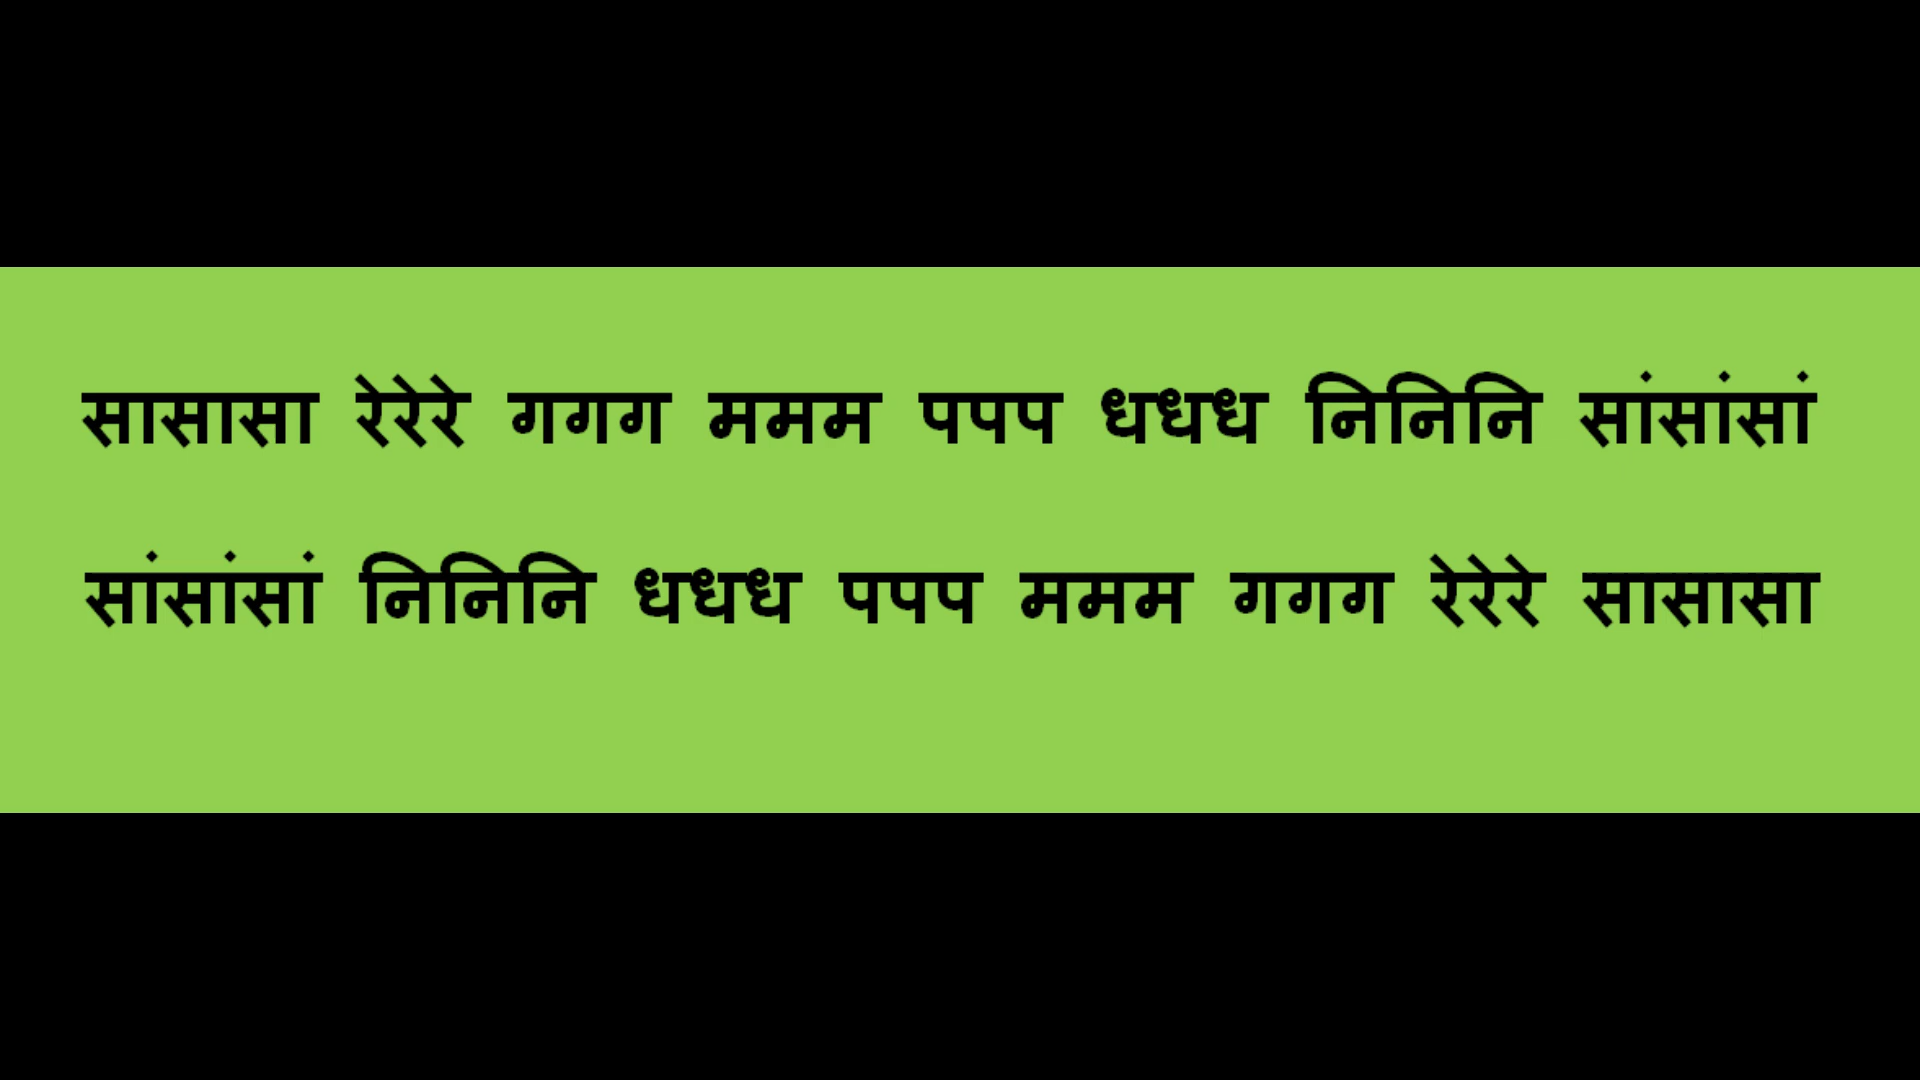 सासासा रेरेरे गगग ममम पपप धधध निनिनि सांसांसां
सांसांसां निनिनि धधध पपप ममम गगग रेरेरे सासासा